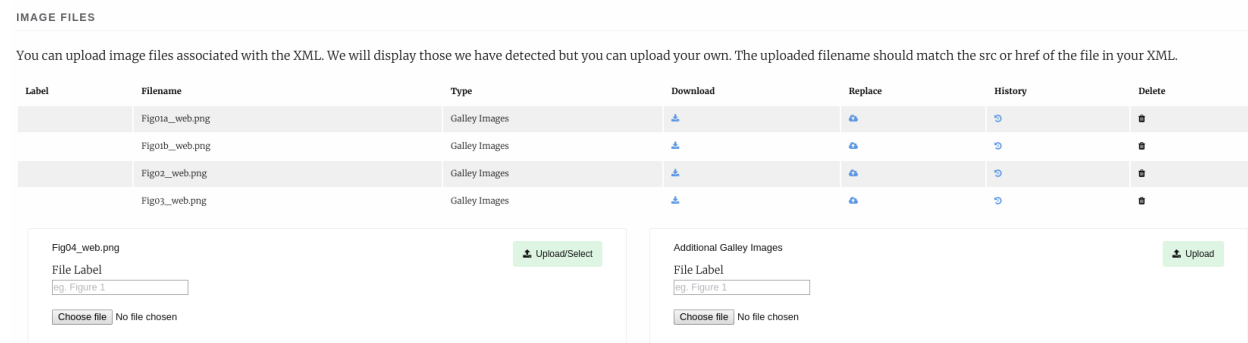 IMAGE FILES
You can upload image files associated with the XML. We will display those we have detected but you can upload your own. The uploaded filename should match the src or href of the file in your XML.
Label Filename Type Download Replace History Delete
Fig01a_web.png Galley Images
Fig01b_web.png Galley Images
Fig02_web.png Galley Images
Fig03_web.png Galley Images
Fig04_web.png Upload/Select
File Label
eg. Figure 1
Choose file No file chosen
Additional Galley Images Upload
File Label
eg. Figure 1
Choose file No file chosen